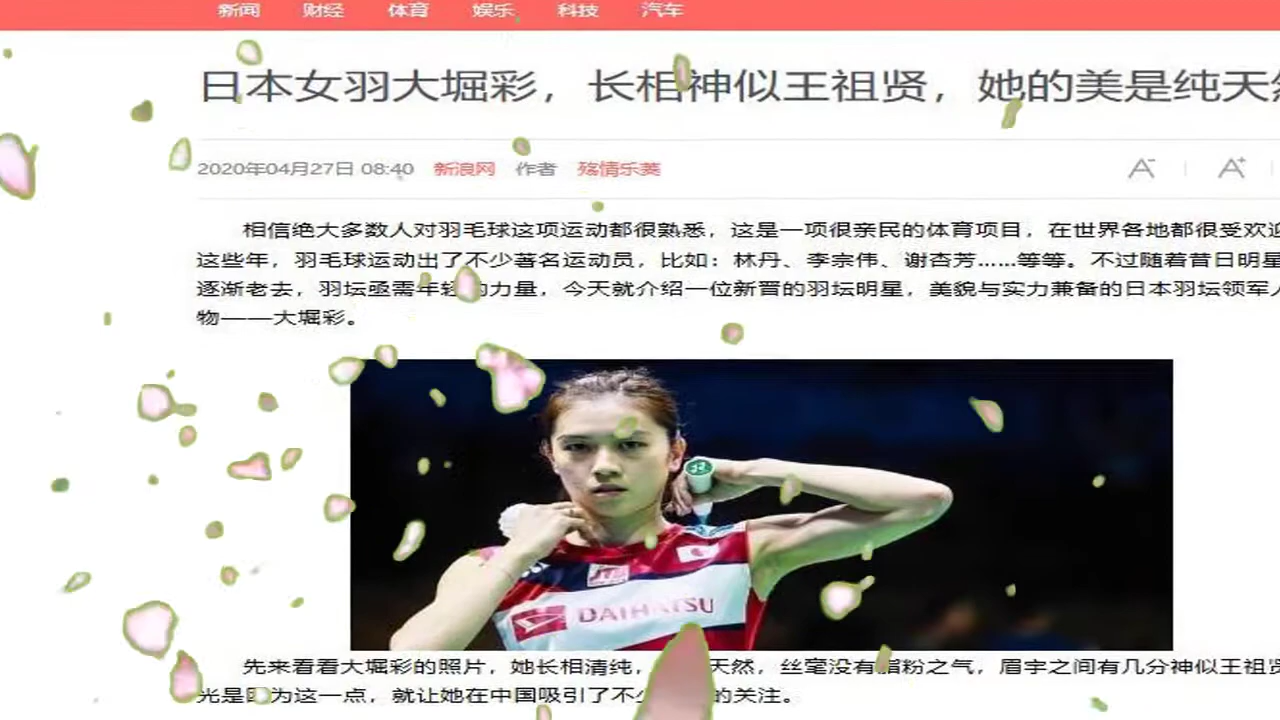 新闻 财经 体育 娱乐 科技 汽车
日本女羽大堀彩，长相神似王祖贤，她的美是纯天
2020年04月27日 08:40 新浪网 作者 殇情乐菱
A- A+
相信绝大多数人对羽毛球这项运动都很熟悉，这是一项很亲民的体育项目，在世界各地都很受欢迎
这些年，羽毛球运动出了不少著名运动员，比如：林丹、李宗伟、谢杏芳……等等。不过随着昔日明星
逐渐老去，羽坛亟需年轻的力量，今天就介绍一位新晋的羽坛明星，美貌与实力兼备的日本羽坛领军人
物——大堀彩。
DAIHATSU
先来看看大堀彩的照片，她长相清纯，天然，丝毫没有脂粉之气，眉宇之间有几分神似王祖贤
光是因为这一点，就让她在中国吸引了不少的关注。